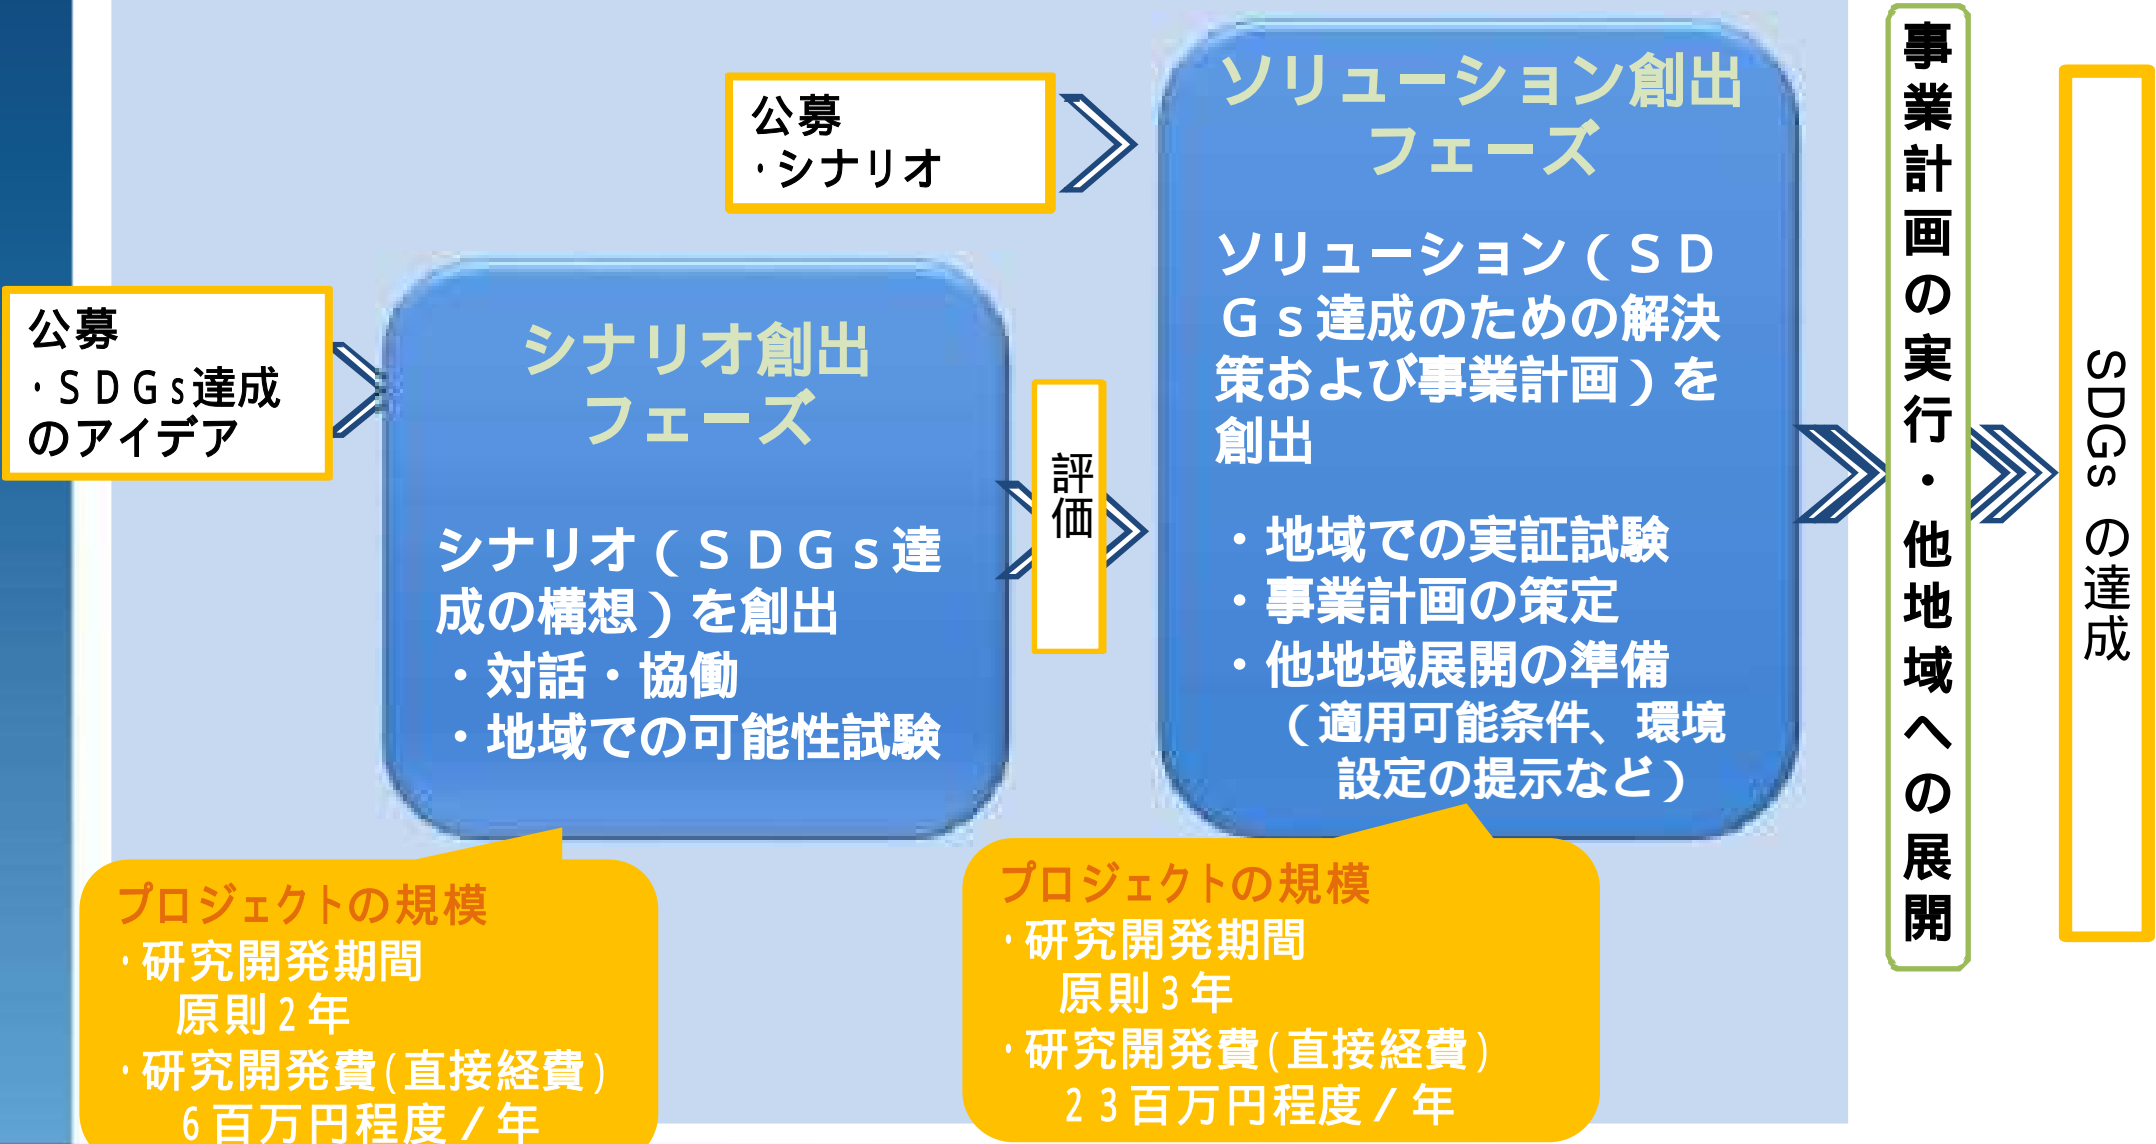 公募
・SDGs達成
のアイデア
シナリオ創出
フェーズ
シナリオ（ＳＤＧｓ達
成の構想）を創出
・対話・協働
・地域での可能性試験
プロジェクトの規模
・研究開発期間
原則2年
・研究開発費(直接経費)
6百万円程度／年
評価
公募
・シナリオ
ソリューション創出
フェーズ
ソリューション（ＳＤ
Ｇｓ達成のための解決
策および事業計画）を
創出
・地域での実証試験
・事業計画の策定
・他地域展開の準備
（適用可能条件、環境
設定の提示など）
プロジェクトの規模
・研究開発期間
原則3年
・研究開発費(直接経費)
23百万円程度／年
事業計画の実行・他地域への展開
SDGs の達成